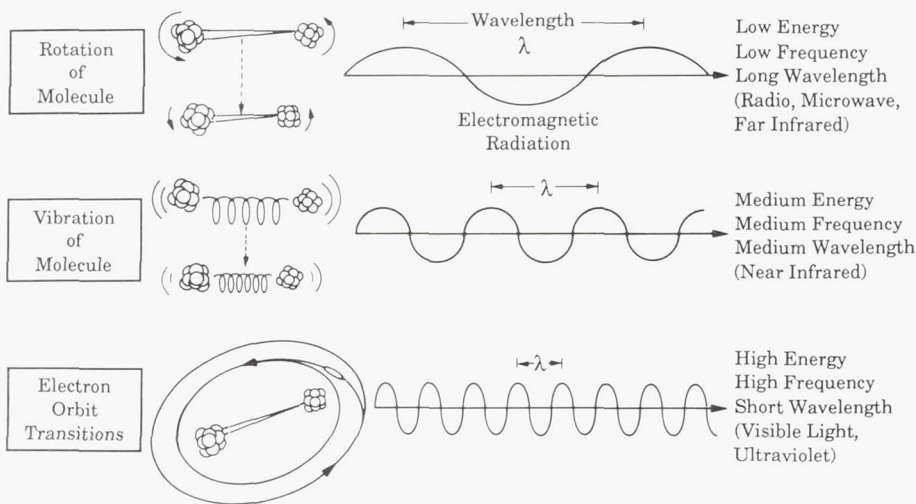 Rotation
of
Molecule
Wavelength
λ
Electromagnetic
Radiation
Low Energy
Low Frequency
Long Wavelength
(Radio, Microwave,
Far Infrared)
Vibration
of
Molecule
λ
Medium Energy
Medium Frequency
Medium Wavelength
(Near Infrared)
Electron
Orbit
Transitions
λ
High Energy
High Frequency
Short Wavelength
(Visible Light,
Ultraviolet)